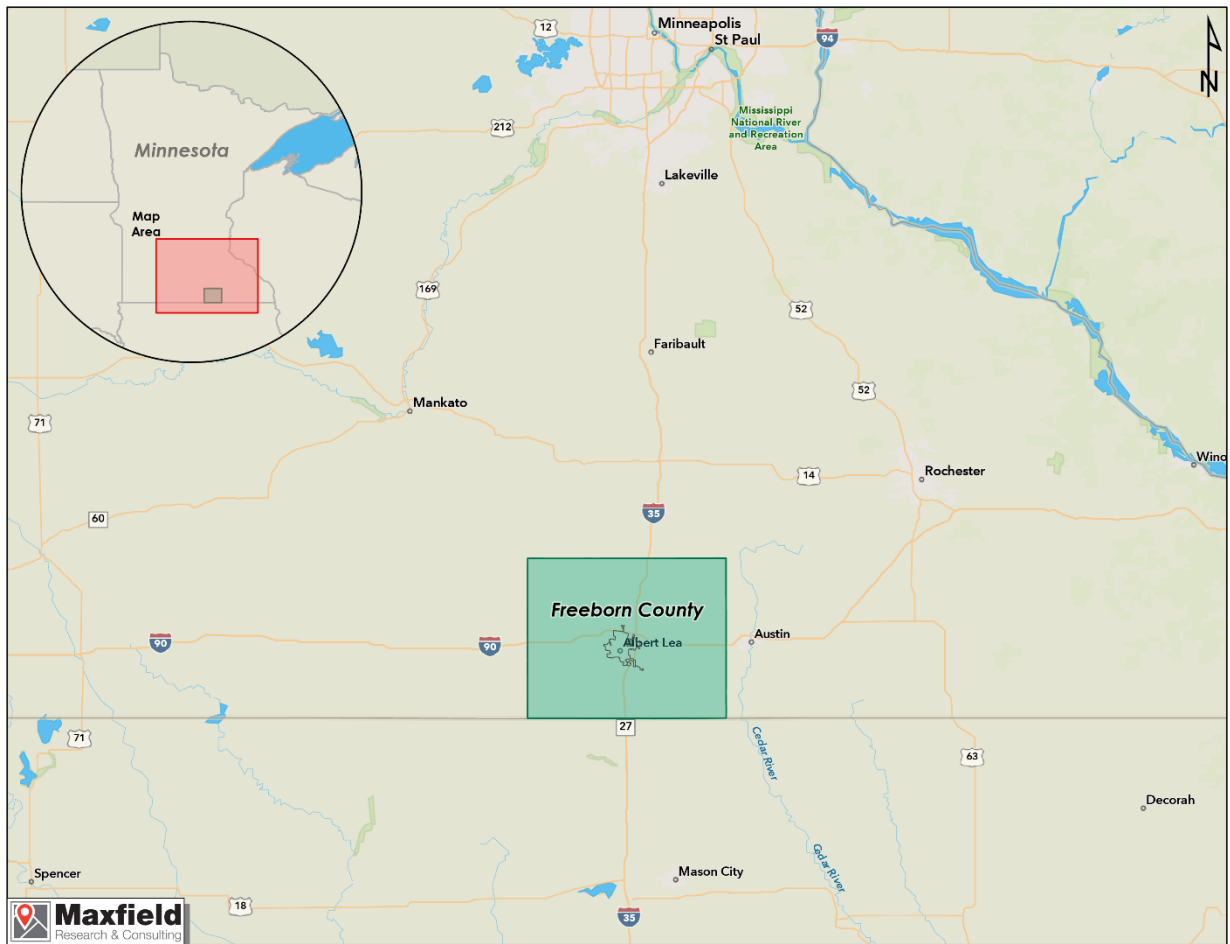 Minneapolis
12
St Paul
94
N
Mississippi
National River
and Recreation
Area
212
Minnesota
Lakeville
Map
Area
169
52
Faribault
52
Mankato
71
Wino
Rochester
14
60
35
Freeborn County
Austin
90
90
Albert Lea
27
71
Cedar River
63
Decorah
Cedar River
Mason City
Spencer
18
35
Maxfield
Research & Consulting